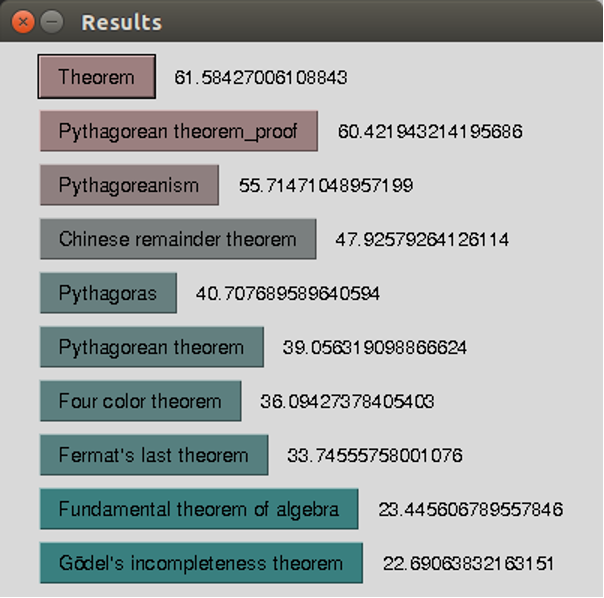 Results
Theorem 61.58427006108843
Pythagorean theorem_proof 60.421943214195686
Pythagoreanism 55.71471048957199
Chinese remainder theorem 47.92579264126114
Pythagoras 40.707689589640594
Pythagorean theorem 39.056319098866624
Four color theorem 36.09427378405403
Fermat's last theorem 33.74555758001076
Fundamental theorem of algebra 23.445606789557846
Gödel's incompleteness theorem 22.69063832163151